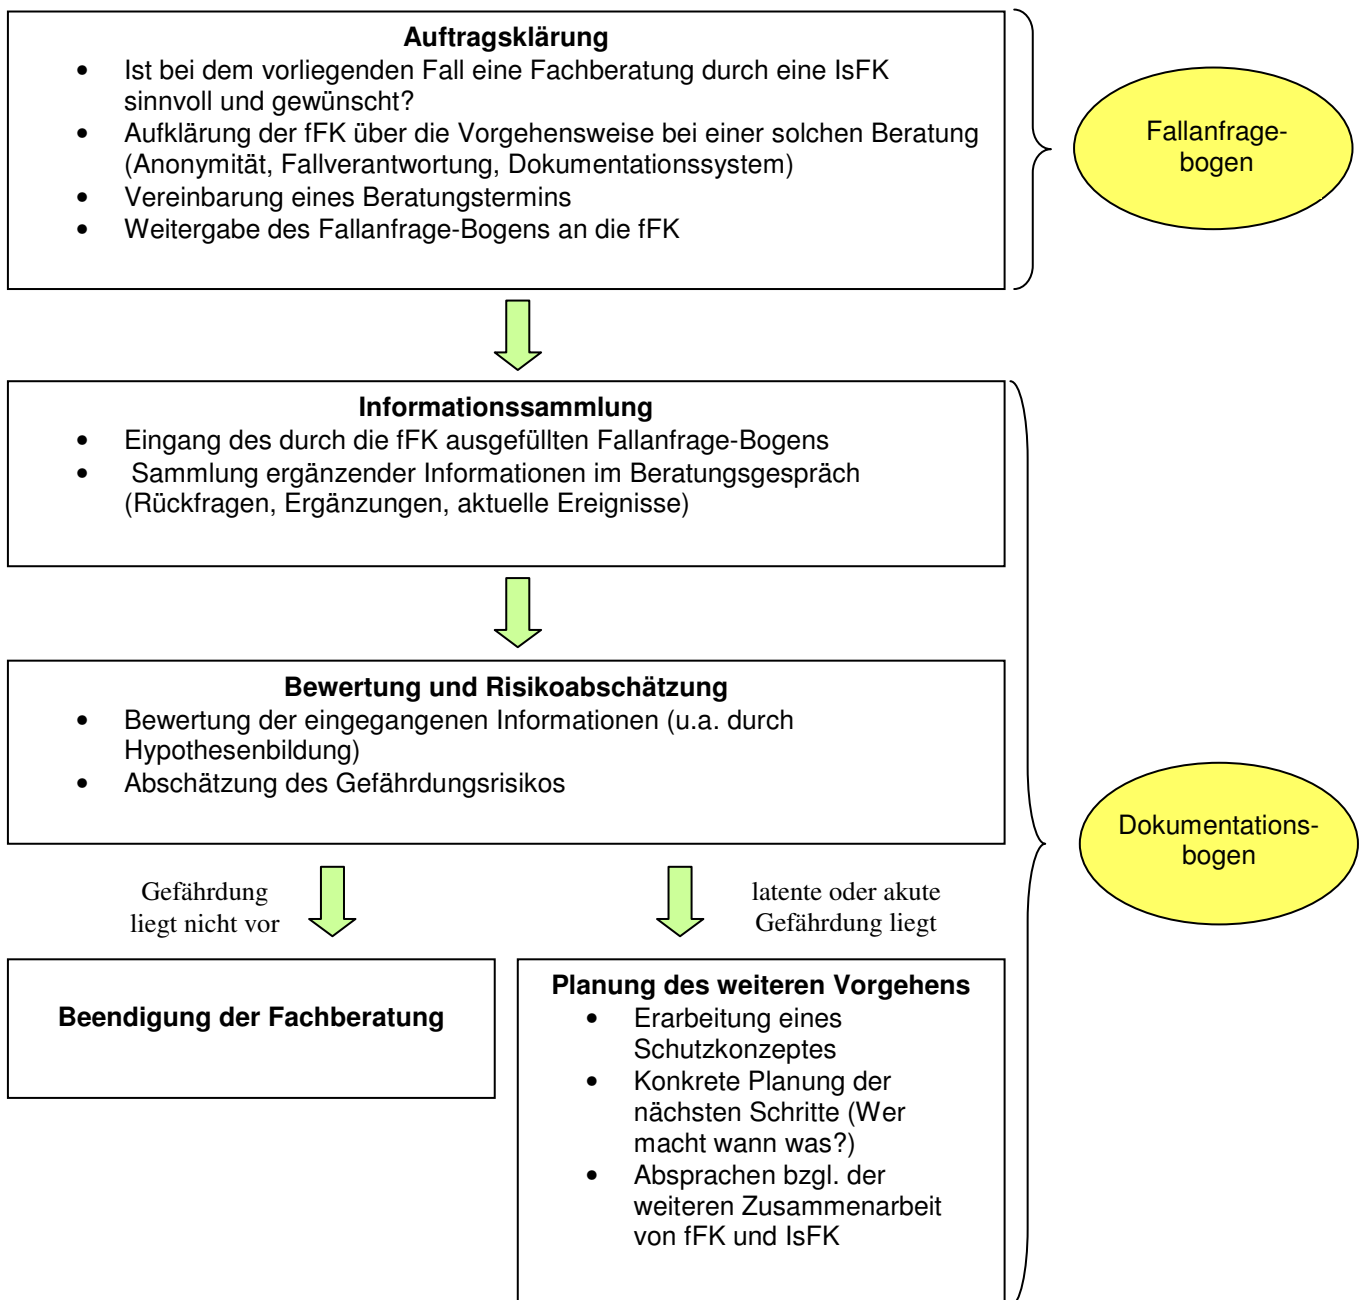 Auftragsklärung
• Ist bei dem vorliegenden Fall eine Fachberatung durch eine IsFK
sinnvoll und gewünscht?
• Aufklärung der fFK über die Vorgehensweise bei einer solchen Beratung
(Anonymität, Fallverantwortung, Dokumentationssystem)
• Vereinbarung eines Beratungstermins
• Weitergabe des Fallanfrage-Bogens an die fFK
Fallanfrage-
bogen
Informationssammlung
• Eingang des durch die fFK ausgefüllten Fallanfrage-Bogens
• Sammlung ergänzender Informationen im Beratungsgespräch
(Rückfragen, Ergänzungen, aktuelle Ereignisse)
Bewertung und Risikoabschätzung
• Bewertung der eingegangenen Informationen (u.a. durch
Hypothesenbildung)
• Abschätzung des Gefährdungsrisikos
Dokumentations-
bogen
Gefährdung
liegt nicht vor
latente oder akute
Gefährdung liegt
Beendigung der Fachberatung
Planung des weiteren Vorgehens
• Erarbeitung eines
Schutzkonzeptes
• Konkrete Planung der
nächsten Schritte (Wer
macht wann was?)
• Absprachen bzgl. der
weiteren Zusammenarbeit
von fFK und IsFK